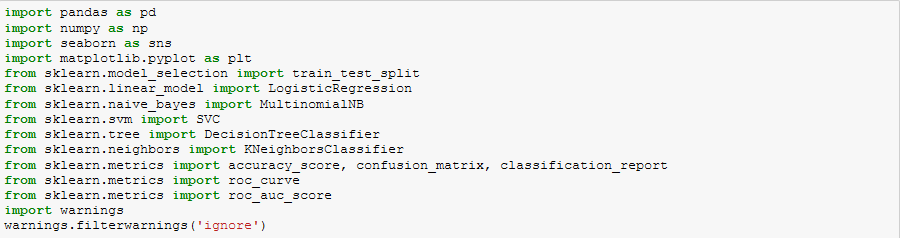 import pandas as pd
import numpy as np
import seaborn as sns
import matplotlib.pyplot as plt
from sklearn.model_selection import train_test_split
from sklearn.linear_model import LogisticRegression
from sklearn.naive_bayes import MultinomialNB
from sklearn.svm import SVC
from sklearn.tree import DecisionTreeClassifier
from sklearn.neighbors import KNeighborsClassifier
from sklearn.metrics import accuracy_score, confusion_matrix, classification_report
from sklearn.metrics import roc_curve
from sklearn.metrics import roc_auc_score
import warnings
warnings.filterwarnings('ignore')